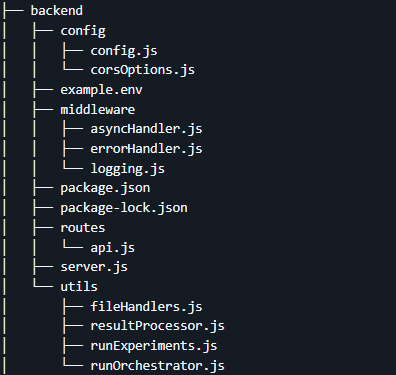 ├── backend
│   ├── config
│   │   ├── config.js
│   │   └── corsOptions.js
│   ├── example.env
│   ├── middleware
│   │   ├── asyncHandler.js
│   │   ├── errorHandler.js
│   │   └── logging.js
│   ├── package.json
│   ├── package-lock.json
│   ├── routes
│   │   └── api.js
│   ├── server.js
│   └── utils
│       ├── fileHandlers.js
│       ├── resultProcessor.js
│       ├── runExperiments.js
│       └── runOrchestrator.js